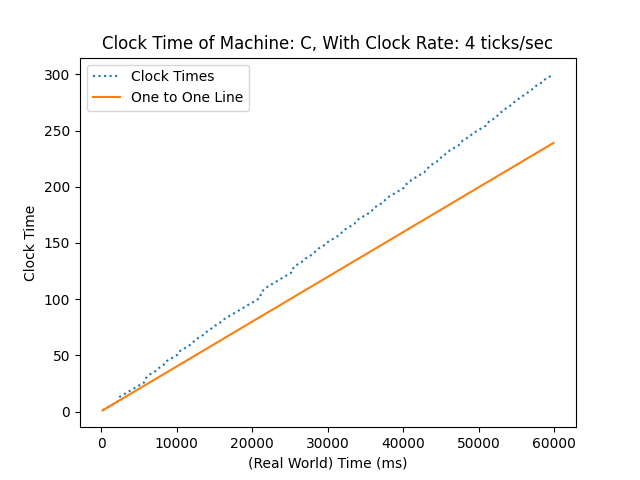 Clock Time of Machine: C, With Clock Rate: 4 ticks/sec
Clock Times
One to One Line
300
250
200
150
100
50
0
Clock Time
0 10000 20000 30000 40000 50000 60000
(Real World) Time (ms)